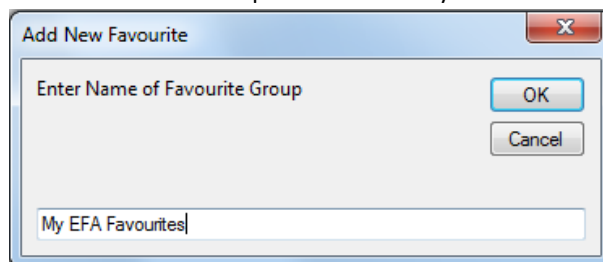 Add New Favourite
X
Enter Name of Favourite Group
OK
Cancel
My EFA Favourites